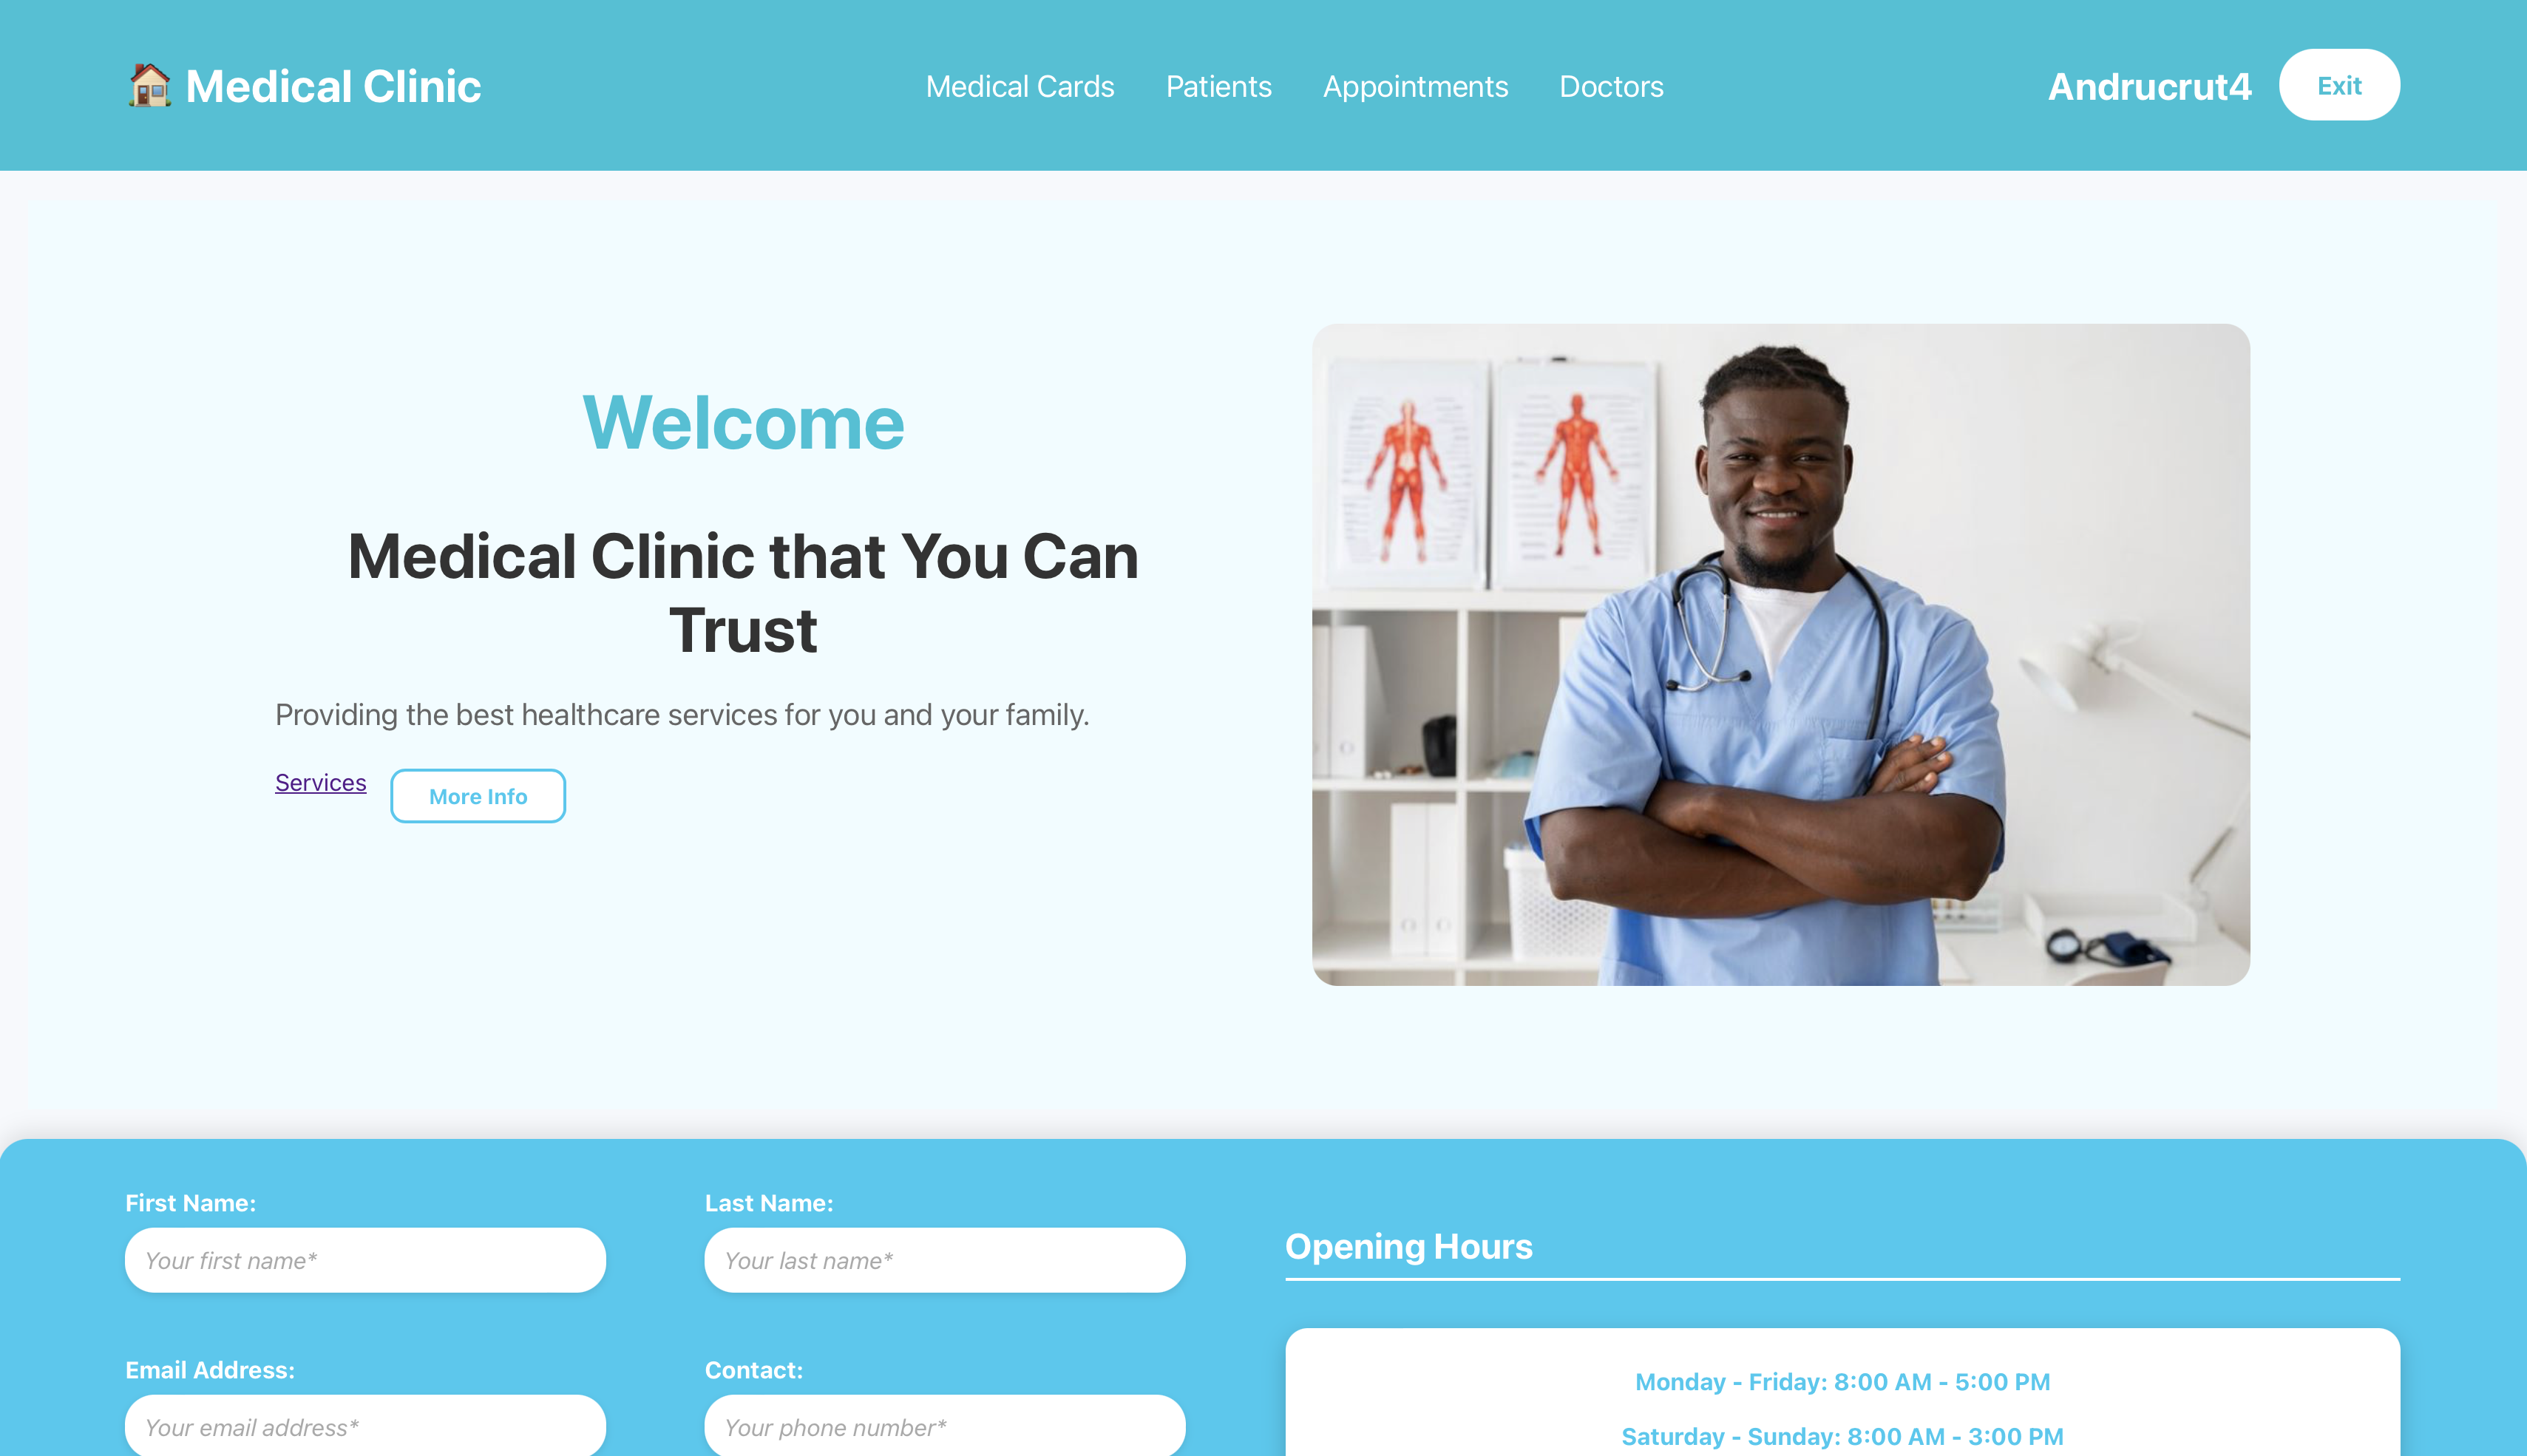 Medical Clinic
Medical Cards
Patients
Appointments
Doctors
Andrucrut4
Exit
Welcome
Medical Clinic that You Can
Trust
Providing the best healthcare services for you and your family.
Services
More Info
First Name:
Your first name*
Last Name:
Your last name*
Email Address:
Your email address*
Contact:
Your phone number*
Opening Hours
Monday - Friday: 8:00 AM - 5:00 PM
Saturday - Sunday: 8:00 AM - 3:00 PM